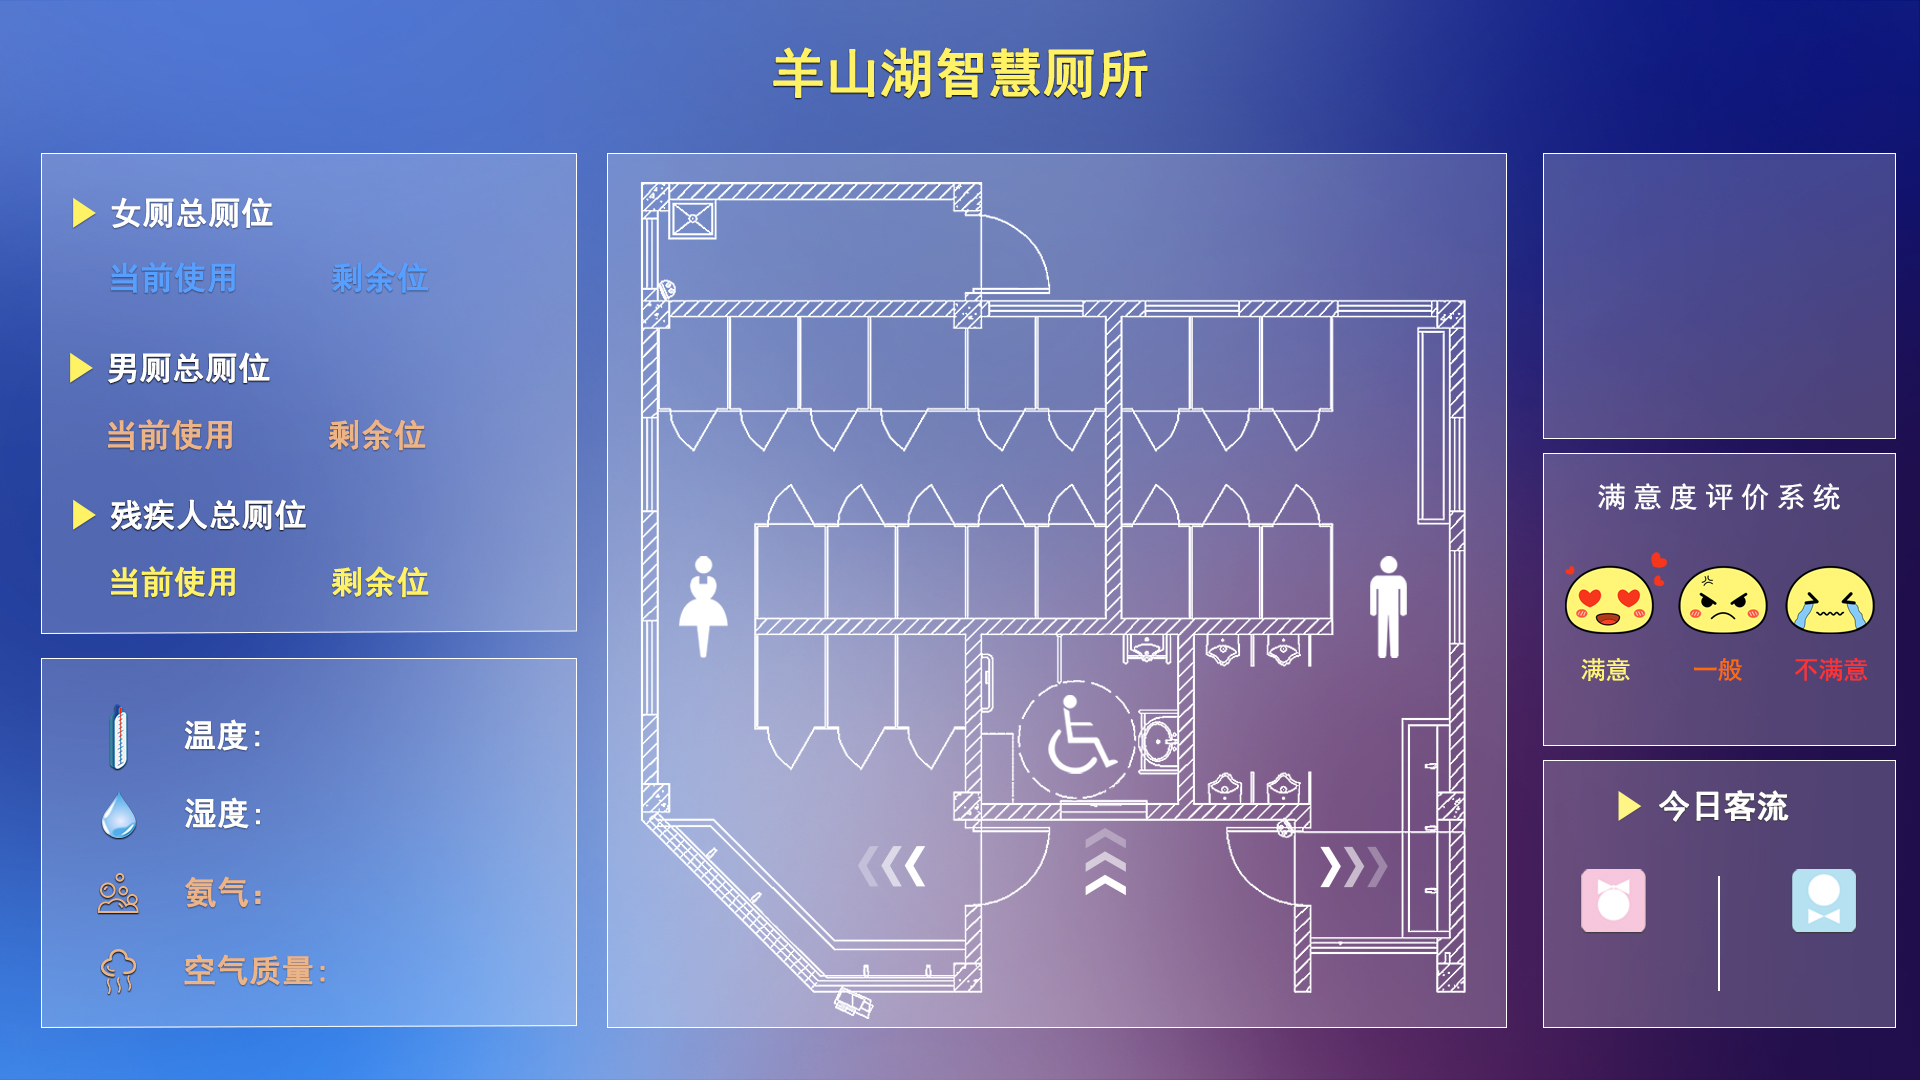 羊山湖智慧厕所
女厕总厕位
当前使用 剩余位
男厕总厕位
当前使用 剩余位
残疾人总厕位
当前使用 剩余位
温度:
湿度:
氨气:
空气质量:
满意度评价系统
满意 一般 不满意
今日客流